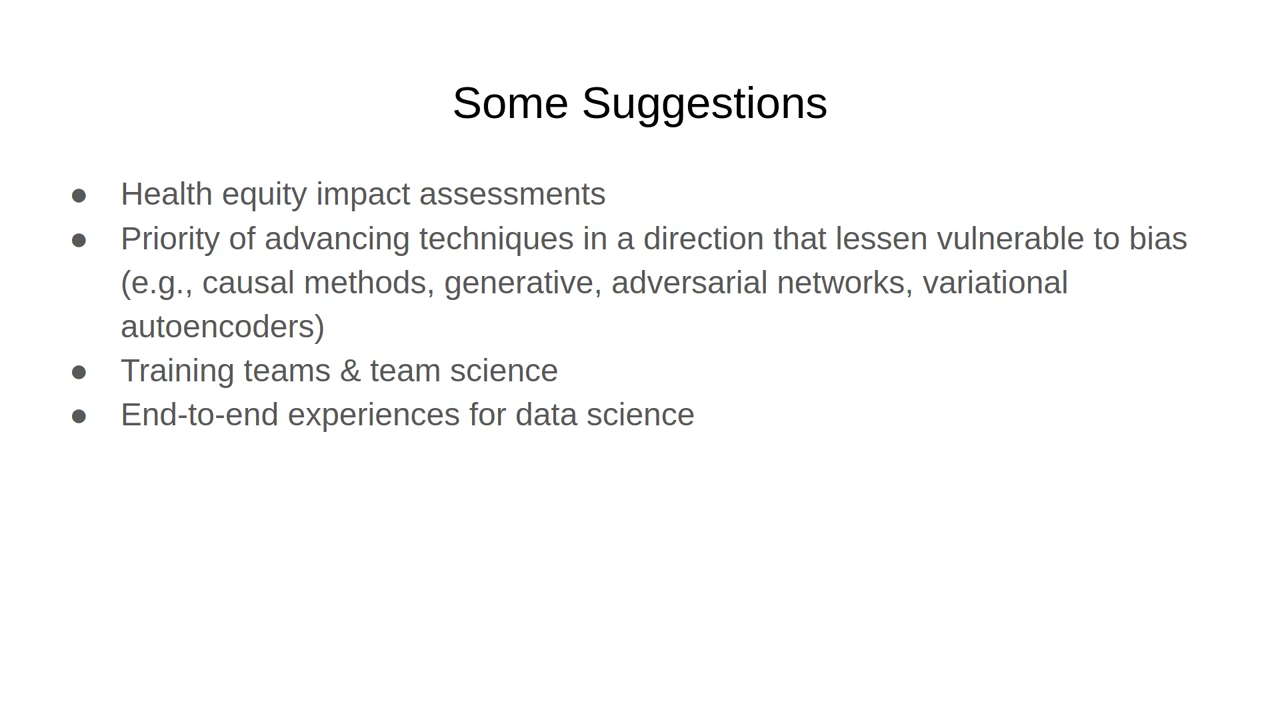 Some Suggestions
● Health equity impact assessments
● Priority of advancing techniques in a direction that lessen vulnerable to bias
(e.g., causal methods, generative, adversarial networks, variational
autoencoders)
● Training teams & team science
● End-to-end experiences for data science